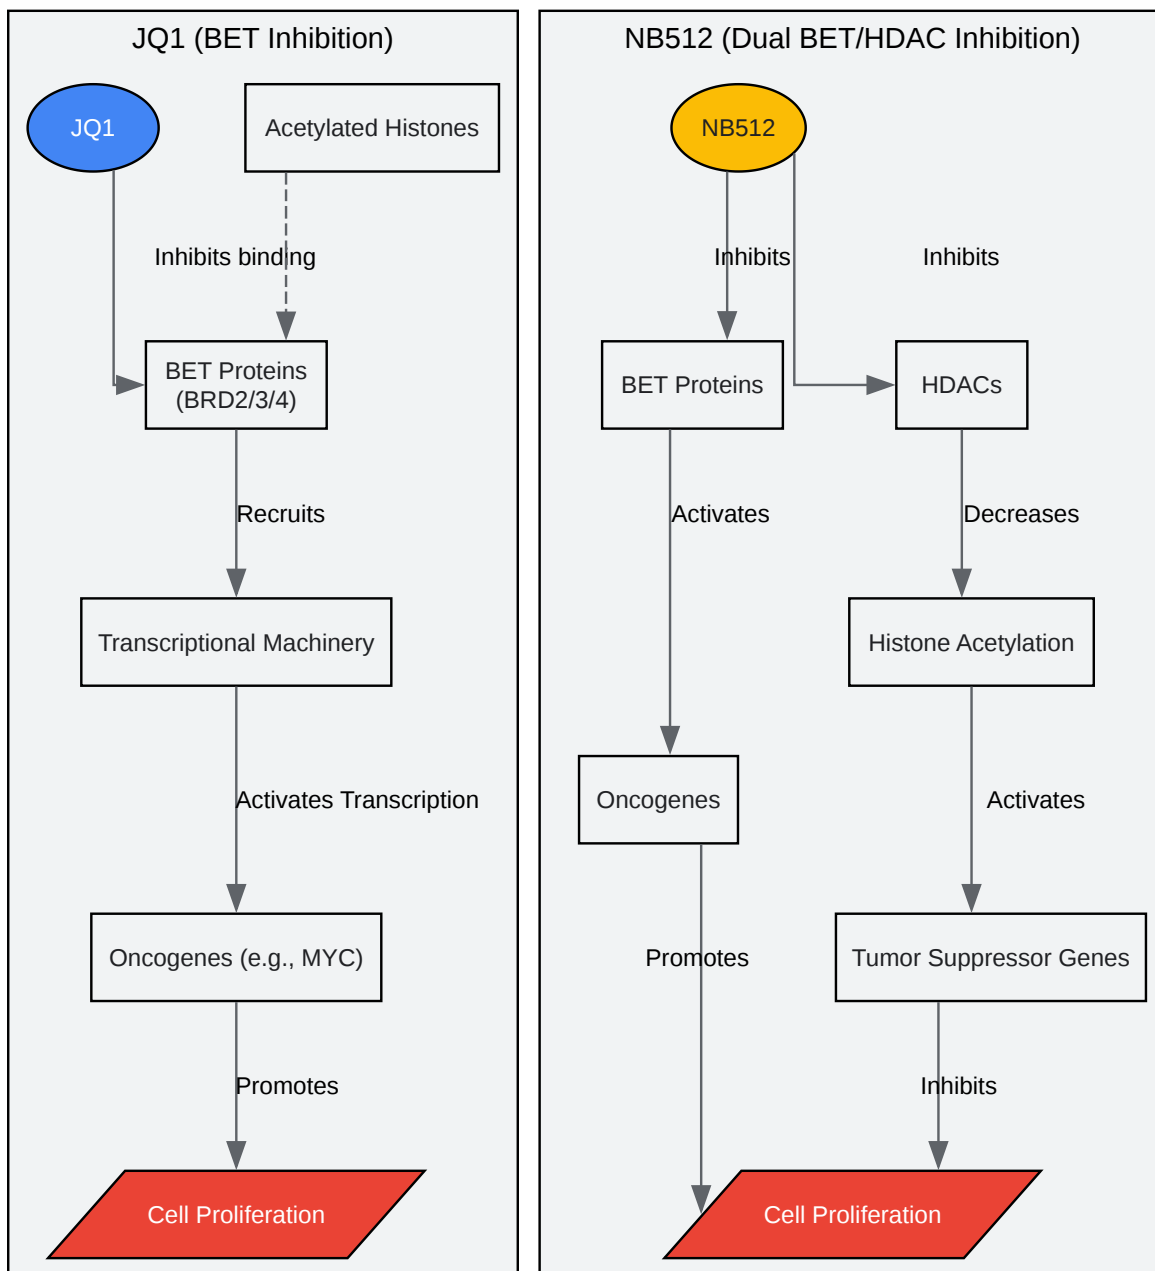 JQ1 (BET Inhibition)
JQ1
Acetylated Histones
Inhibits binding
BET Proteins
(BRD2/3/4)
Recruits
Transcriptional Machinery
Activates Transcription
Oncogenes (e.g., MYC)
Promotes
Cell Proliferation
NB512 (Dual BET/HDAC Inhibition)
NB512
Inhibits
Inhibits
BET Proteins
HDACs
Activates
Decreases
Histone Acetylation
Oncogenes
Activates
Promotes
Tumor Suppressor Genes
Inhibits
Cell Proliferation